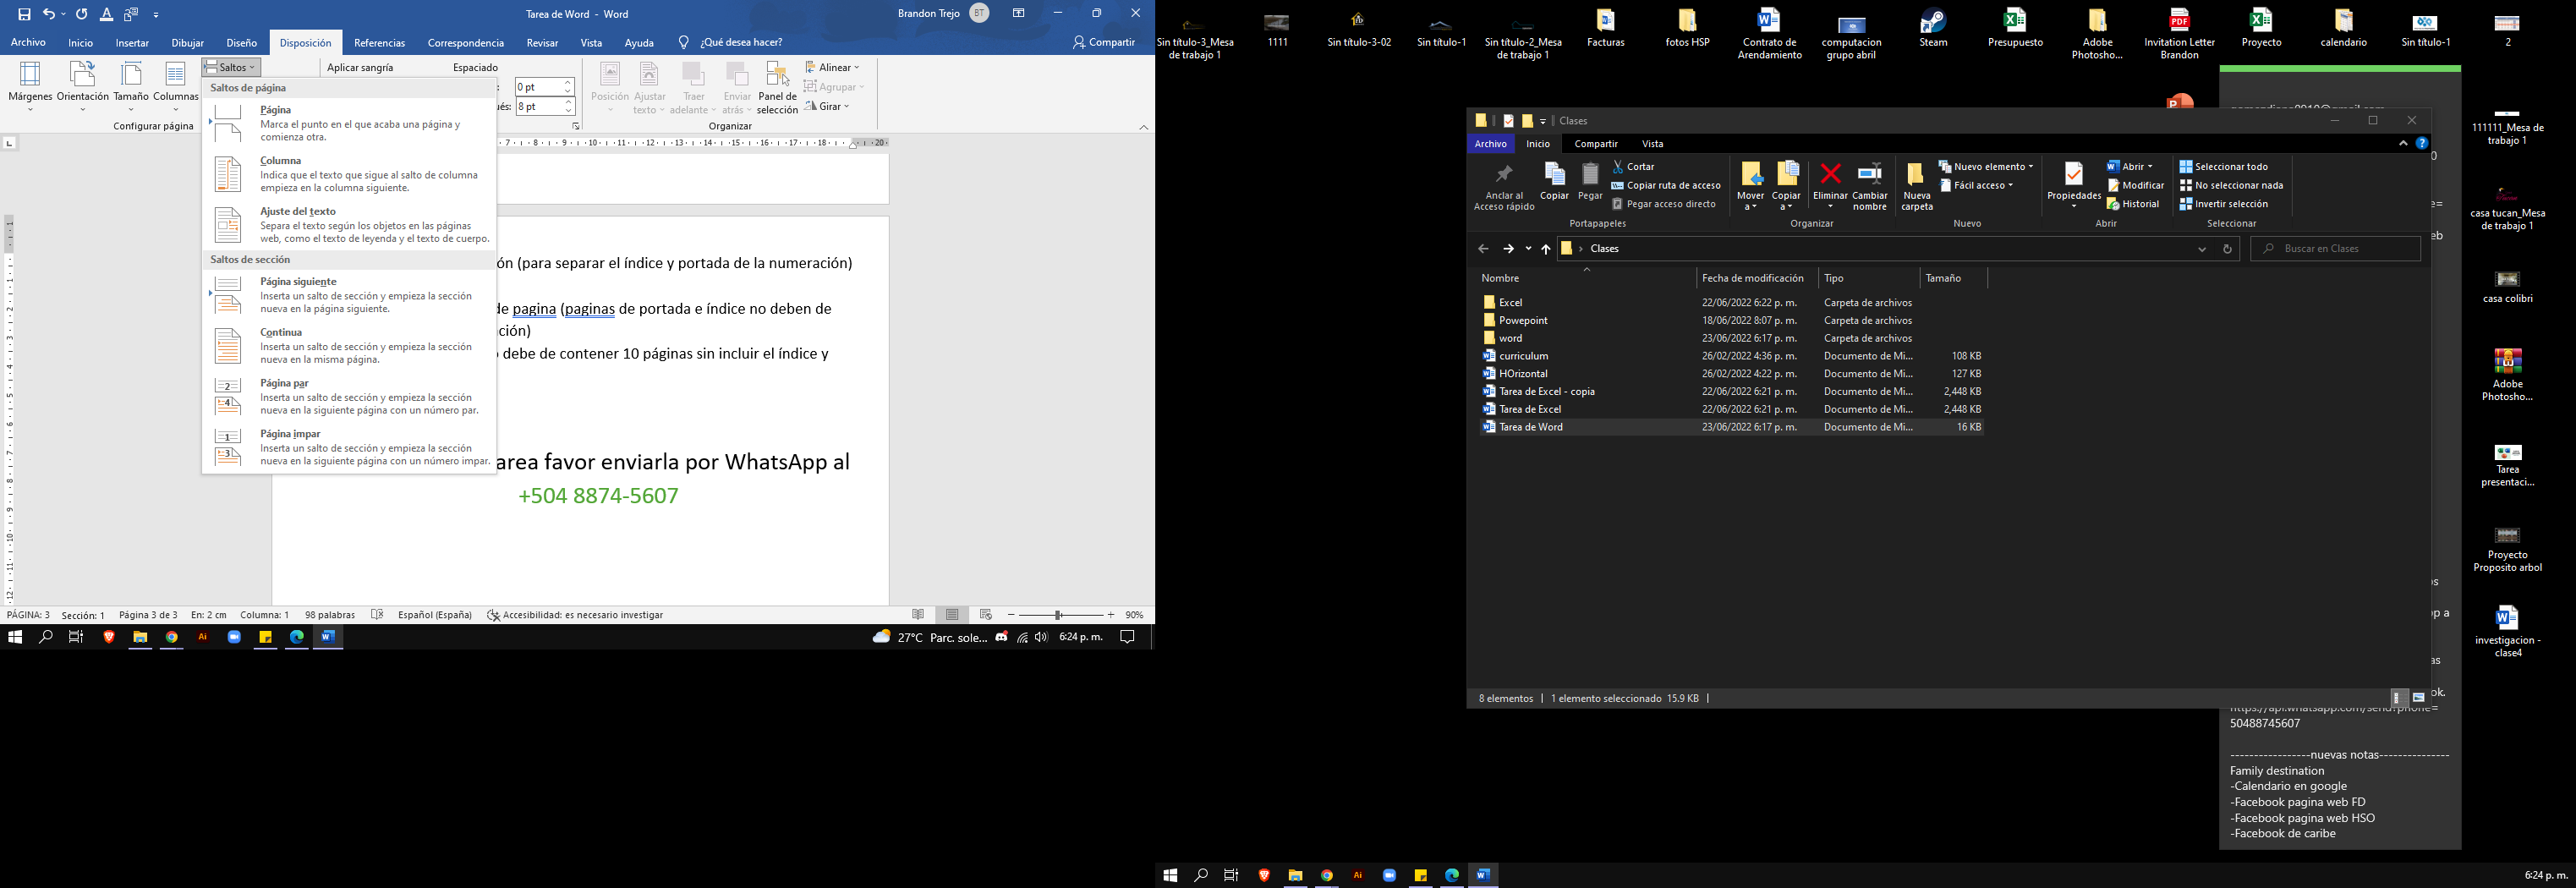 Tarea de Word - Word
Brandon Trejo
BT
Archivo
Inicio
Insertar
Dibujar
Diseño
Disposición
Referencias
Correspondencia
Revisar
Vista
Ayuda
¿Qué desea hacer?
Compartir
Márgenes
Orientación
Tamaño
Columnas
Saltos
Configurar página
Aplicar sangría
Espaciado
0 pt
8 pt
Posición
Ajustar texto
Traer adelante
Enviar atrás
Panel de selección
Alinear
Agrupar
Girar
Organizar
Saltos de página
Página
Marca el punto en el que acaba una página y
comienza otra.
Columna
Indica que el texto que sigue al salto de columna
empieza en la columna siguiente.
Ajuste del texto
Separa el texto según los objetos en las páginas
web, como el texto de leyenda y el texto de cuerpo.
Saltos de sección
Página siguiente
Inserta un salto de sección y empieza la sección
nueva en la página siguiente.
Continua
Inserta un salto de sección y empieza la sección
nueva en la misma página.
Página par
Inserta un salto de sección y empieza la sección
nueva en la siguiente página con un número par.
Página impar
Inserta un salto de sección y empieza la sección
nueva en la siguiente página con un número impar.
ón (para separar el índice y portada de la numeración)
de pagina (paginas de portada e índice no deben de
ción)
debe de contener 10 páginas sin incluir el índice y
area favor enviarla por WhatsApp al
+504 8874-5607
PÁGINA: 3
Sección: 1
Página 3 de 3
En: 2 cm
Columna: 1
98 palabras
Español (España)
Accesibilidad: es necesario investigar
90%
27°C Parc. sole...
6:24 p. m.
Sin título-3_Mesa de trabajo 1
1111
Sin título-3-02
Sin título-1
Sin título-2_Mesa de trabajo 1
Facturas
fotos HSP
Contrato de Arendamiento
computacion grupo abril
Steam
Presupuesto
Adobe Photosho...
Invitation Letter Brandon
Proyecto
calendario
Sin título-1
2
111111_Mesa de trabajo 1
casa tucan_Mesa de trabajo 1
casa colibri
Adobe Photosho...
Tarea presentaci...
Proyecto Proposito arbol
investigacion - clase4
Clases
Archivo
Inicio
Compartir
Vista
Anclar al Acceso rápido
Copiar
Pegar
Cortar
Copiar ruta de acceso
Pegar acceso directo
Portapapeles
Mover a
Copiar a
Eliminar
Cambiar nombre
Organizar
Nueva carpeta
Nuevo elemento
Fácil acceso
Nuevo
Propiedades
Abrir
Modificar
Historial
Abrir
Seleccionar todo
No seleccionar nada
Invertir selección
Seleccionar
Clases
Buscar en Clases
Nombre Fecha de modificación Tipo Tamaño
Excel 22/06/2022 6:22 p. m. Carpeta de archivos
Powepoint 18/06/2022 8:07 p. m. Carpeta de archivos
word 23/06/2022 6:17 p. m. Carpeta de archivos
curriculum 26/02/2022 4:36 p. m. Documento de Mi... 108 KB
HOrizontal 26/02/2022 4:22 p. m. Documento de Mi... 127 KB
Tarea de Excel - copia 22/06/2022 6:21 p. m. Documento de Mi... 2,448 KB
Tarea de Excel 22/06/2022 6:21 p. m. Documento de Mi... 2,448 KB
Tarea de Word 23/06/2022 6:17 p. m. Documento de Mi... 16 KB
8 elementos
1 elemento seleccionado 15.9 KB
50488745607
-----------------nuevas notas---------------
Family destination
-Calendario en google
-Facebook pagina web FD
-Facebook pagina web HSO
-Facebook de caribe
6:24 p. m.